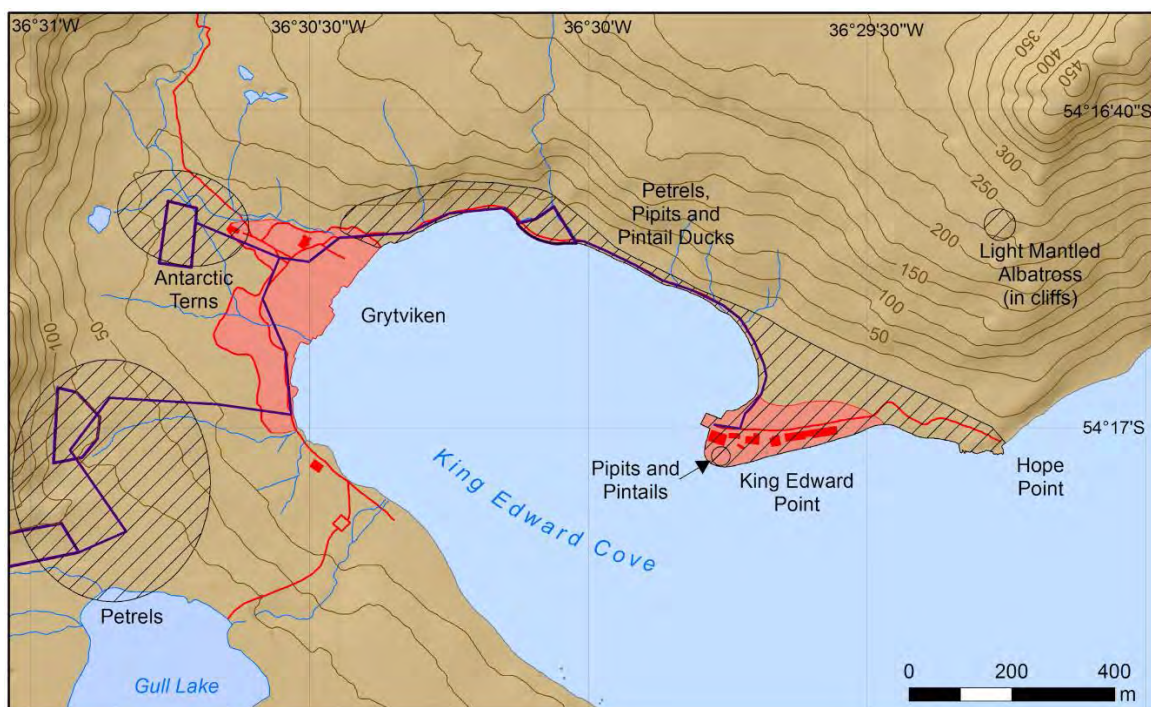 36°31'W
36°30'30"W
36°30'W
36°29'30"W
350
400
450
54°16'40"S
300
250
200
150
100
50
Petrels,
Pipits and
Pintail Ducks
Light Mantled
Albatross
(in cliffs)
Antarctic
Terns
Grytviken
50
100
54°17'S
King Edward Cove
Pipits and
Pintails
King Edward
Point
Hope
Point
Petrels
Gull Lake
0 200 400
m